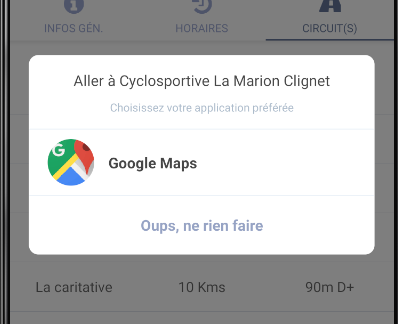 INFOS GÉN. HORAIRES CIRCUIT(S)
Aller à Cyclosportive La Marion Clignet
Choisissez votre application préférée
G
Google Maps
Oups, ne rien faire
La caritative 10 Kms 90m D+